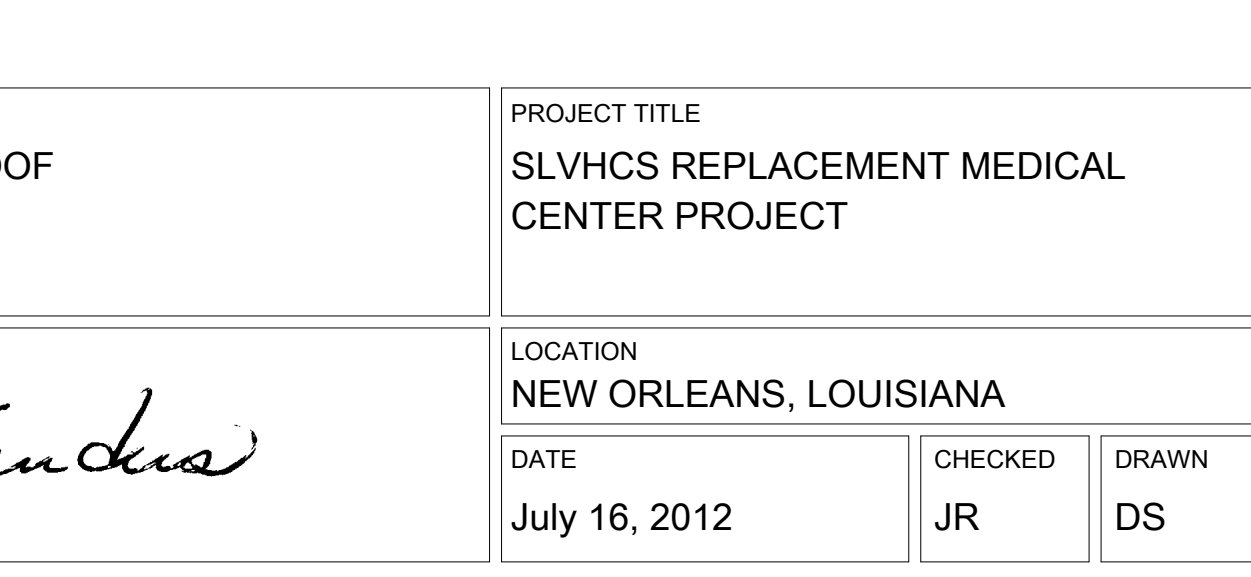 PROJECT TITLE
SLVHCS REPLACEMENT MEDICAL
CENTER PROJECT
LOCATION
NEW ORLEANS, LOUISIANA
DATE
July 16, 2012
CHECKED
JR
DRAWN
DS